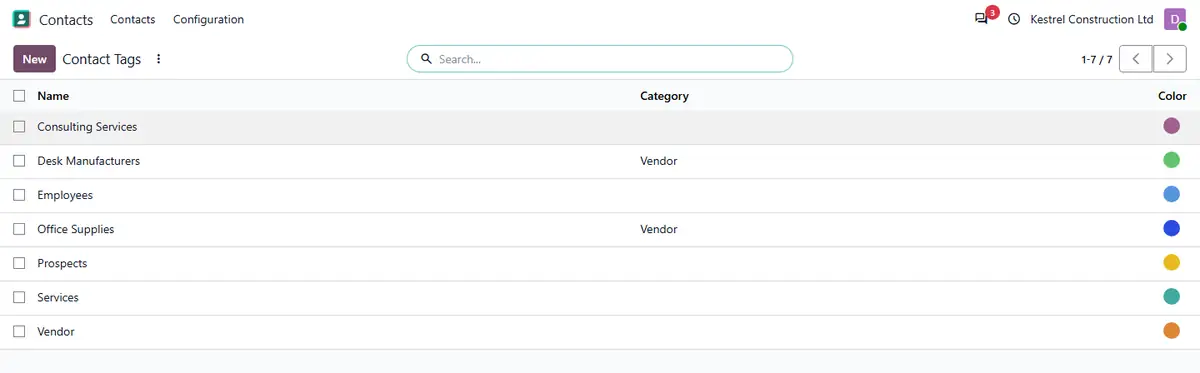 Contacts Contacts Configuration 3 Kestrel Construction Ltd D
New Contact Tags Search... 1-7 / 7
Name Category Color
Consulting Services
Desk Manufacturers Vendor
Employees
Office Supplies Vendor
Prospects
Services
Vendor